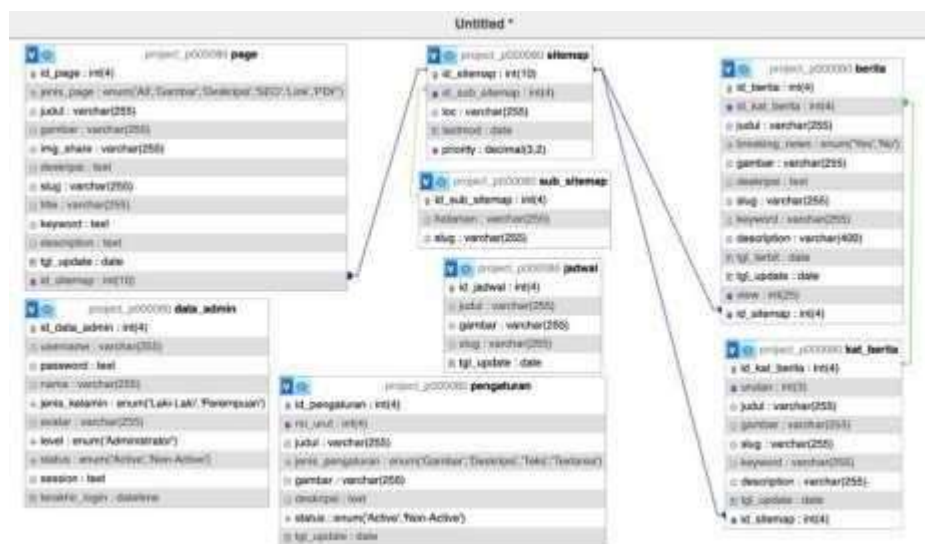 Untitled *
project_p000080 page
id_page : int(4)
jenis_page : enum('All','Gambar','Deskripsi','SEO','Link','PDF')
judul : varchar(255)
gambar : varchar(255)
img_share : varchar(255)
deskripsi : text
slug : varchar(255)
title : varchar(255)
keyword : text
description : text
tgl_update : date
id_sitemap : int(10)
project_p000080 data_admin
id_data_admin : int(4)
username : varchar(255)
password : text
nama : varchar(255)
jenis_kelamin : enum('Laki-Laki','Perempuan')
avatar : varchar(255)
level : enum('Administrator')
status : enum('Active','Non-Active')
session : text
terakhir_login : datetime
project_p000080 sitemap
id_sitemap : int(10)
id_sub_sitemap : int(4)
loc : varchar(255)
lastmod : date
priority : decimal(3,2)
project_p000080 sub_sitemap
id_sub_sitemap : int(4)
halaman : varchar(255)
slug : varchar(255)
project_p000080 jadwal
id_jadwal : int(4)
judul : varchar(255)
gambar : varchar(255)
slug : varchar(255)
tgl_update : date
project_p000080 pengaturan
id_pengaturan : int(4)
no_urut : int(4)
judul : varchar(255)
jenis_pengaturan : enum('Gambar','Deskripsi','Teks','Textarea')
gambar : varchar(255)
deskripsi : text
status : enum('Active','Non-Active')
tgl_update : date
project_p000080 berita
id_berita : int(4)
id_kat_berita : int(4)
judul : varchar(255)
breaking_news : enum('Yes','No')
gambar : varchar(255)
deskripsi : text
slug : varchar(255)
keyword : varchar(255)
description : varchar(400)
tgl_terbit : date
tgl_update : date
view : int(25)
id_sitemap : int(4)
project_p000080 kat_berita
id_kat_berita : int(4)
urutan : int(3)
judul : varchar(255)
gambar : varchar(255)
slug : varchar(255)
keyword : varchar(255)
description : varchar(255)
tgl_update : date
id_sitemap : int(4)